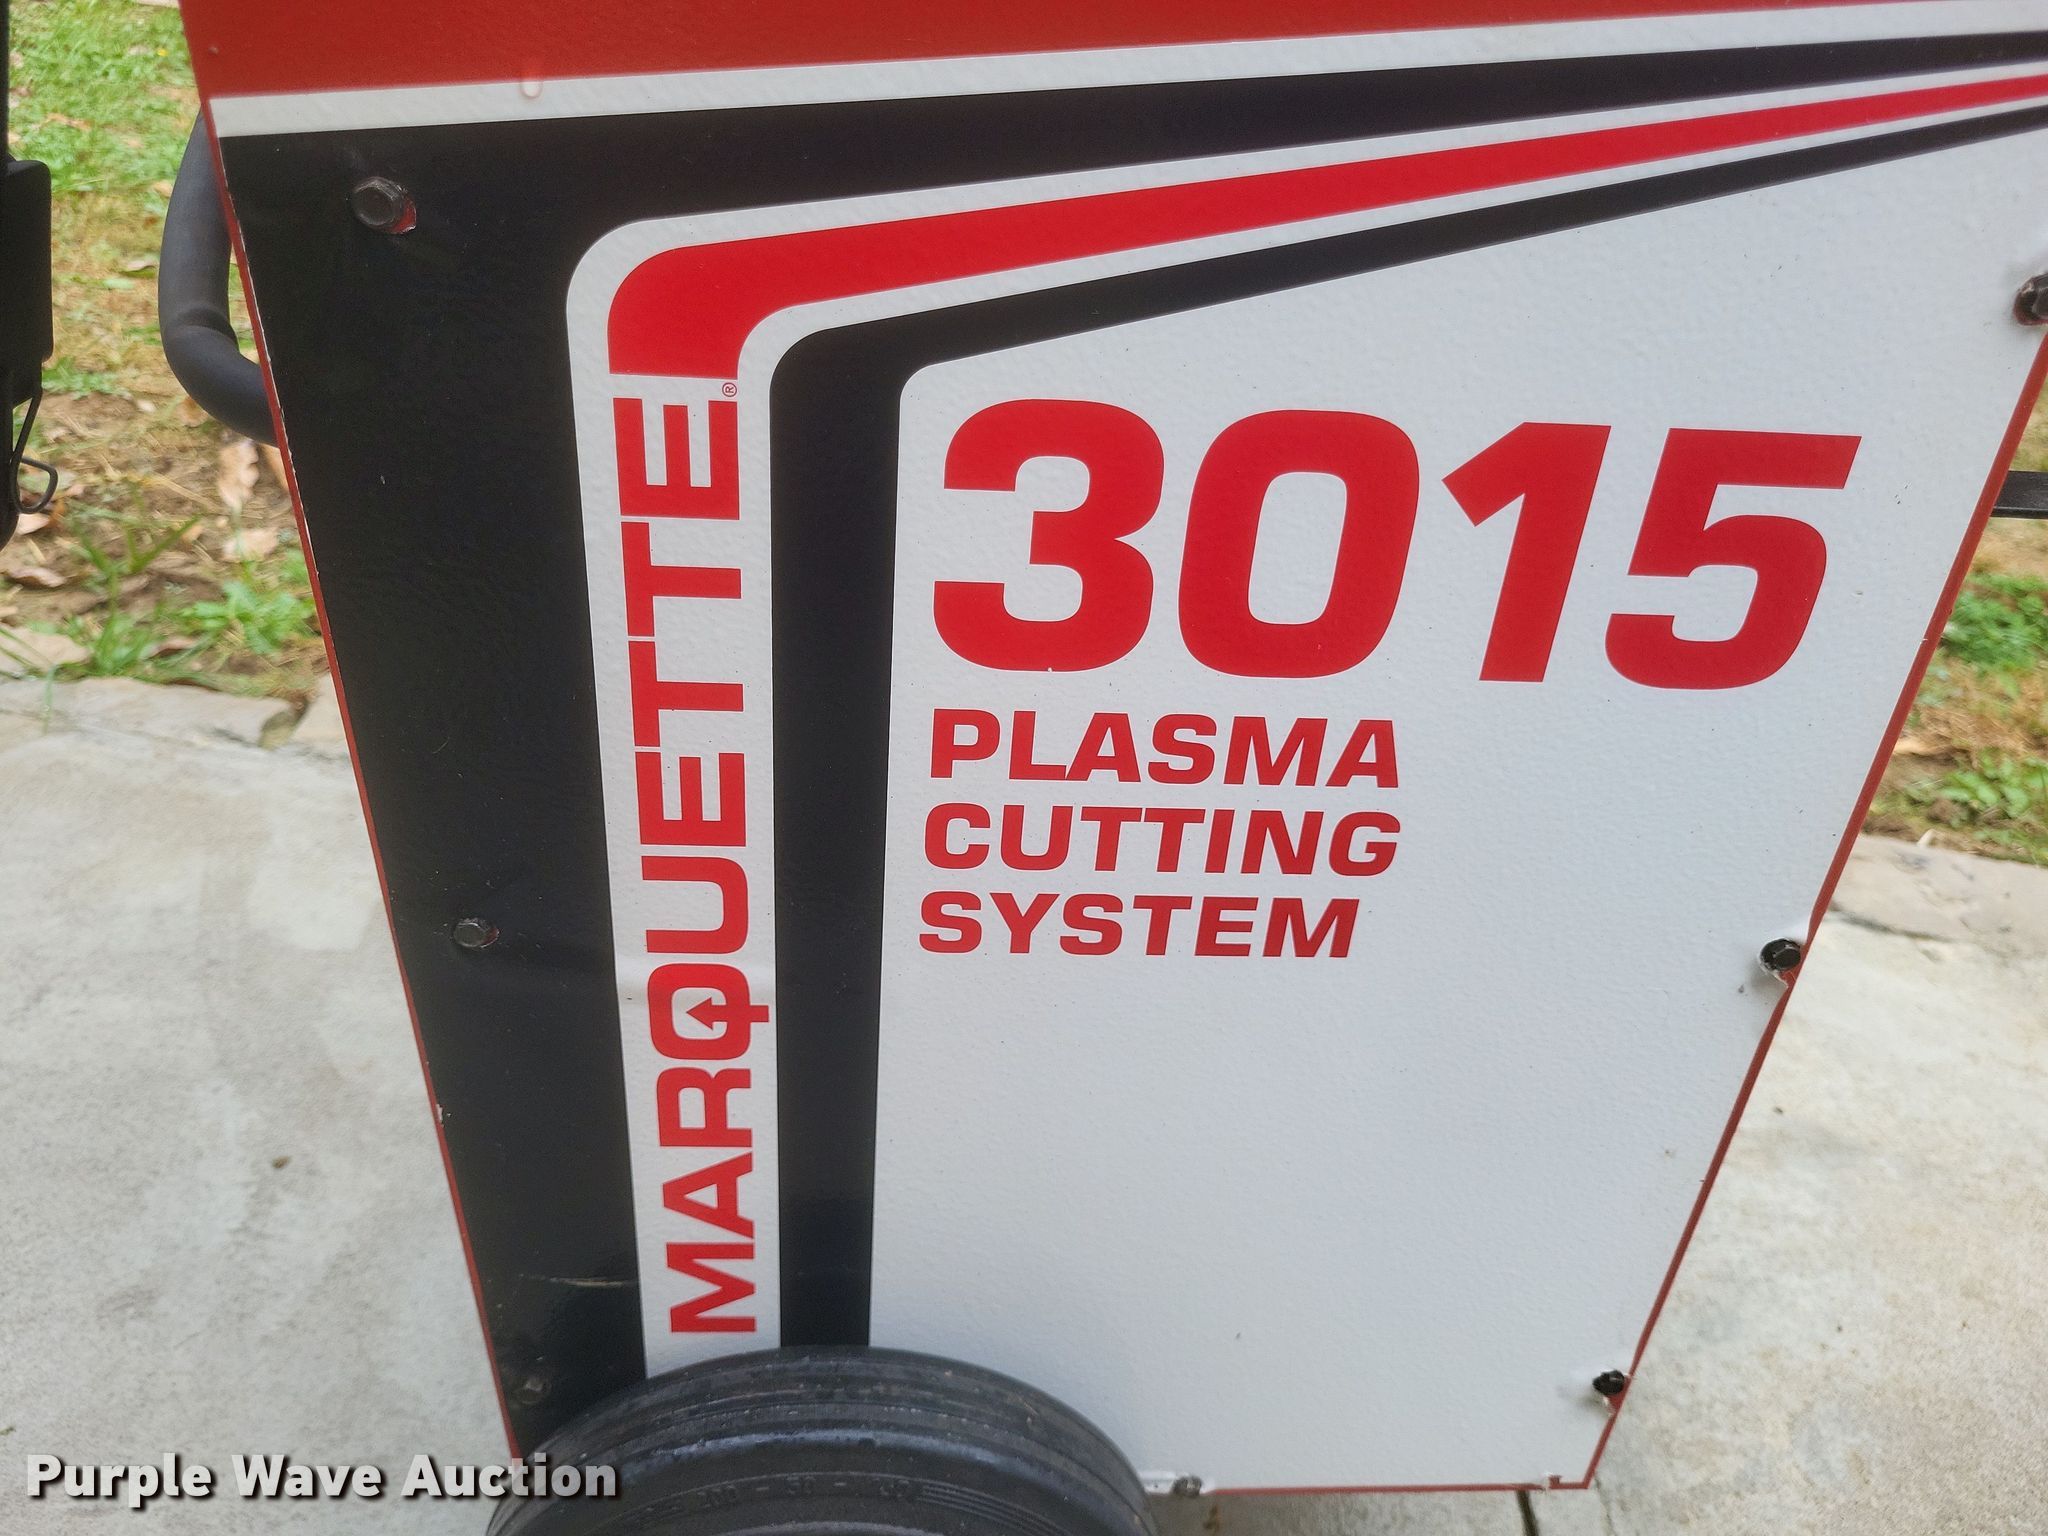 MARQUETTE®
3015
PLASMA
CUTTING
SYSTEM
Purple Wave Auction